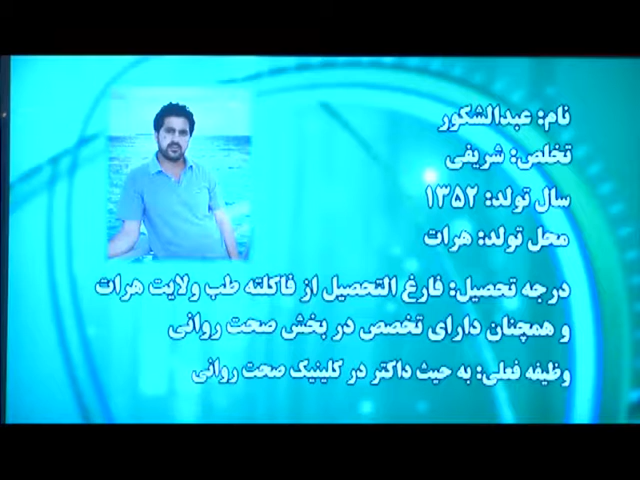 نام: عبدالشکور
تخلص: شریفی
سال تولد: ۱۳۵۲
محل تولد: هرات
درجه تحصیل: فارغ التحصیل از فاکلته طب ولایت هرات
و همچنان دارای تخصص در بخش صحت روانی
وظیفه فعلی: به حیث داکتر در کلینیک صحت روانی